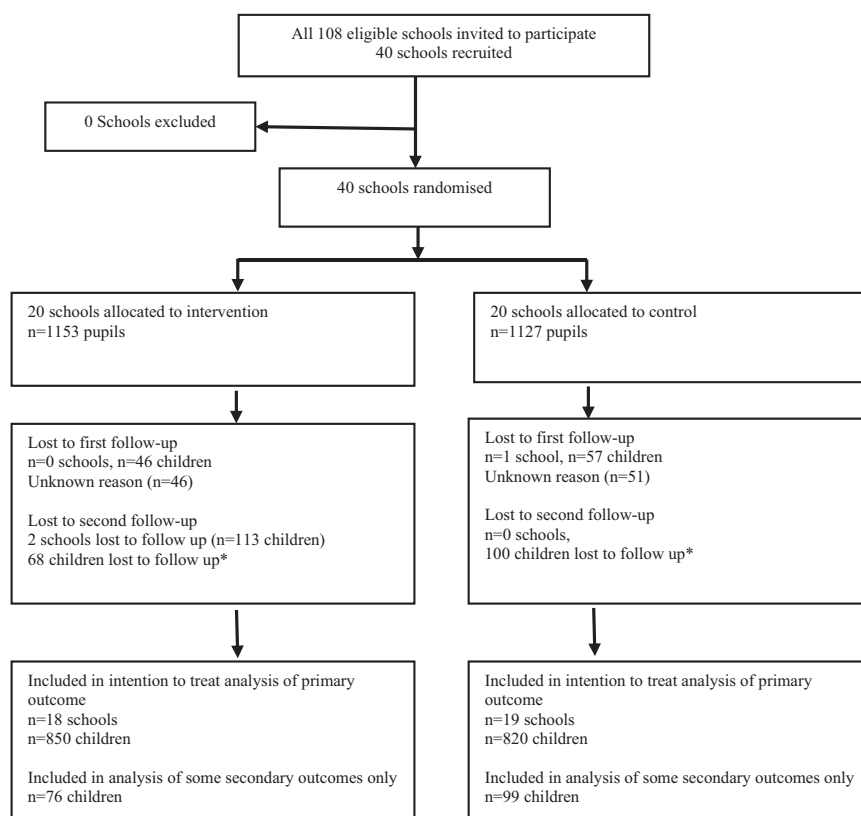 All 108 eligible schools invited to participate
40 schools recruited
0 Schools excluded
40 schools randomised
20 schools allocated to intervention
n=1153 pupils
20 schools allocated to control
n=1127 pupils
Lost to first follow-up
n=0 schools, n=46 children
Unknown reason (n=46)
Lost to second follow-up
2 schools lost to follow up (n=113 children)
68 children lost to follow up*
Lost to first follow-up
n=1 school, n=57 children
Unknown reason (n=51)
Lost to second follow-up
n=0 schools,
100 children lost to follow up*
Included in intention to treat analysis of primary
outcome
n=18 schools
n=850 children
Included in analysis of some secondary outcomes only
n=76 children
Included in intention to treat analysis of primary
outcome
n=19 schools
n=820 children
Included in analysis of some secondary outcomes only
n=99 children